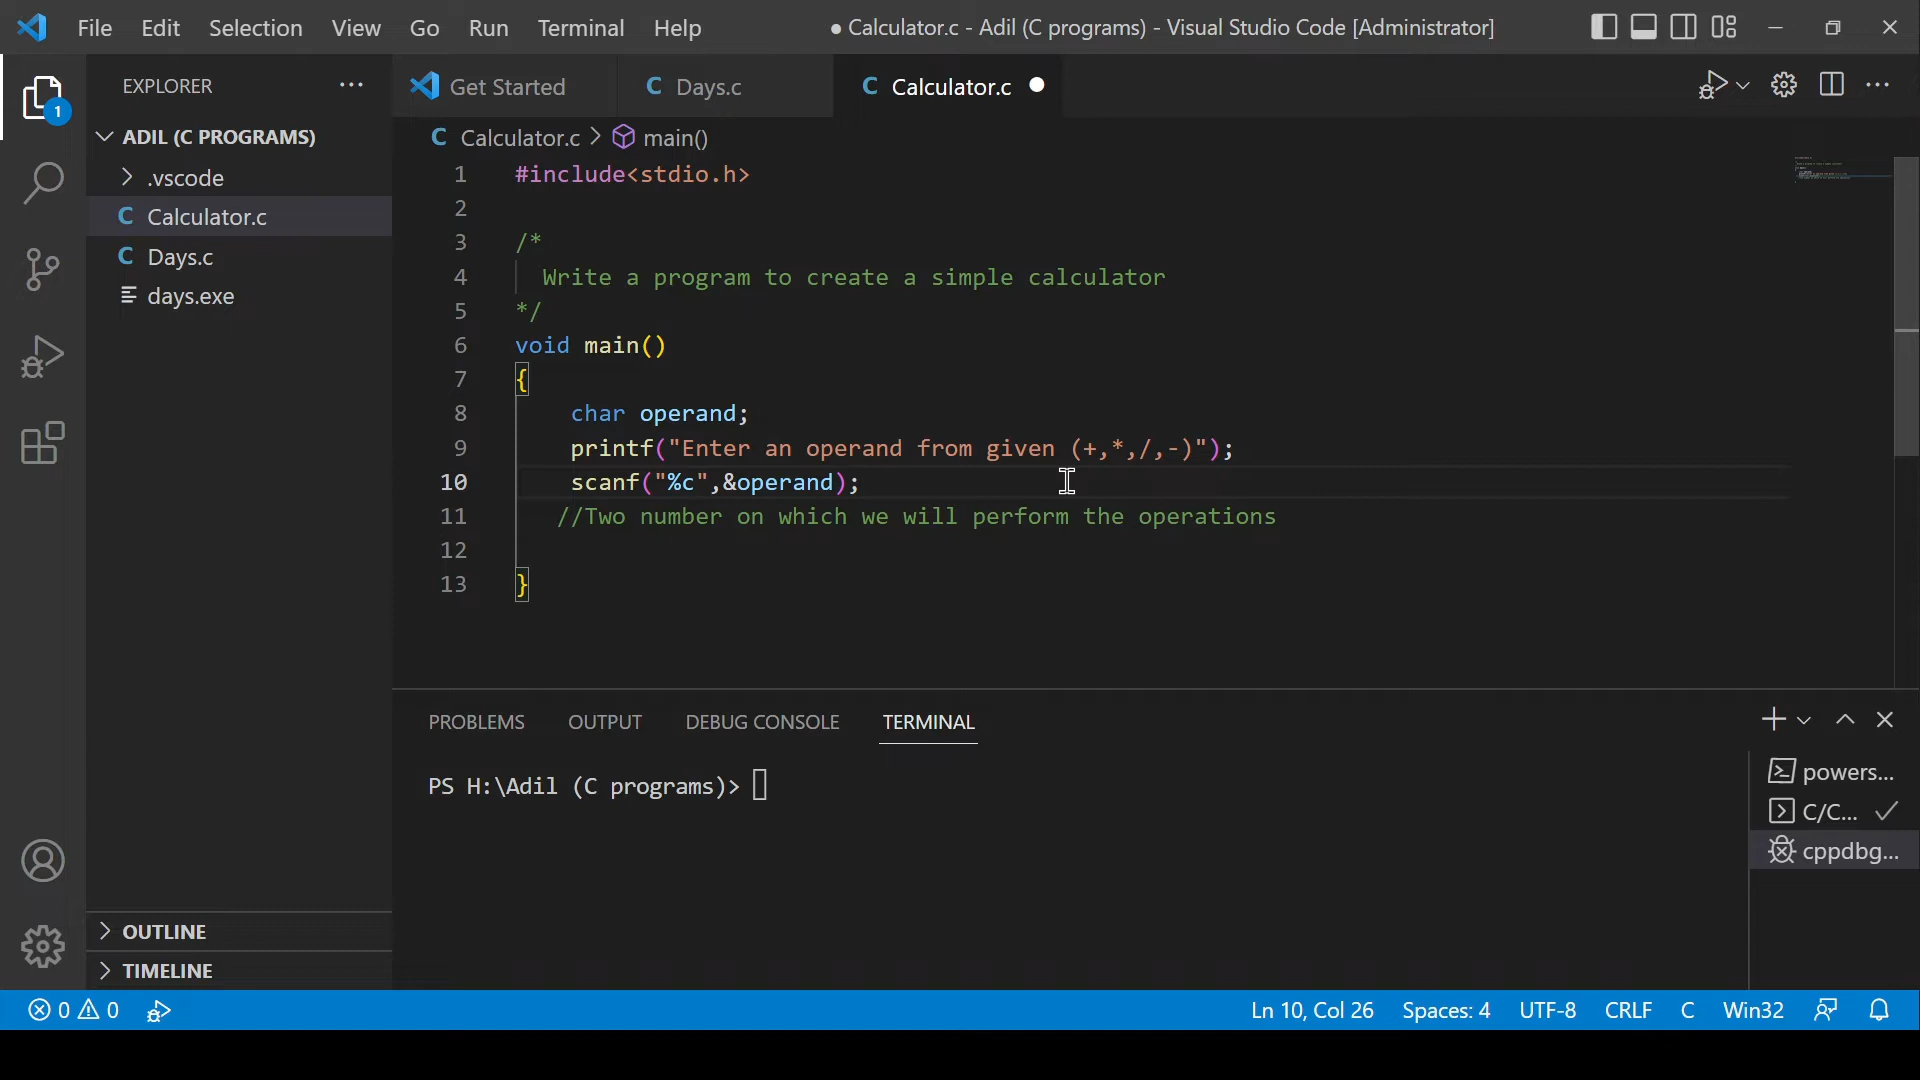 File Edit Selection View Go Run Terminal Help ● Calculator.c - Adil (C programs) - Visual Studio Code [Administrator]
1
EXPLORER
ADIL (C PROGRAMS)
.vscode
C Calculator.c
C Days.c
days.exe
OUTLINE
TIMELINE
Get Started C Days.c C Calculator.c
C Calculator.c > main()
1 #include<stdio.h>
2
3 /*
4 Write a program to create a simple calculator
5 */
6 void main()
7 {
8 char operand;
9 printf("Enter an operand from given (+,*,/,-)");
10 scanf("%c",&operand);
11 //Two number on which we will perform the operations
12
13 }
PROBLEMS OUTPUT DEBUG CONSOLE TERMINAL
PS H:\Adil (C programs)>
powers...
C/C...
cppdbg...
0 0 Ln 10, Col 26 Spaces: 4 UTF-8 CRLF C Win32